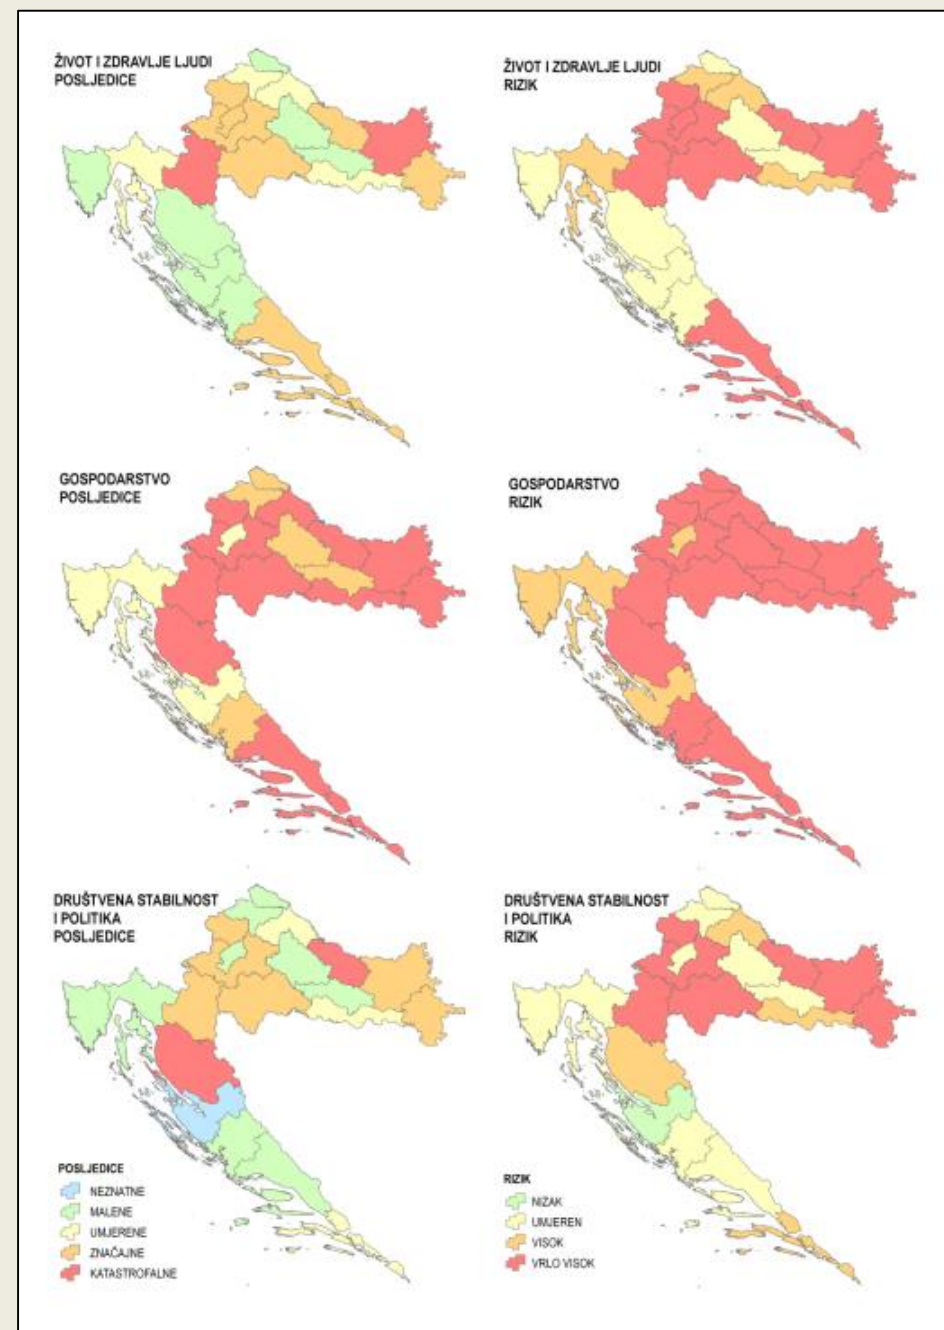 ŽIVOT I ZDRAVLJE LJUDI
POSLJEDICE
ŽIVOT I ZDRAVLJE LJUDI
RIZIK
GOSPODARSTVO
POSLJEDICE
GOSPODARSTVO
RIZIK
DRUŠTVENA STABILNOST
I POLITIKA
POSLJEDICE
DRUŠTVENA STABILNOST
I POLITIKA
RIZIK
POSLJEDICE
NEZNATNE
MALENE
UMJERENE
ZNAČAJNE
KATASTROFALNE
RIZIK
NIZAK
UMJEREN
VISOK
VRLO VISOK